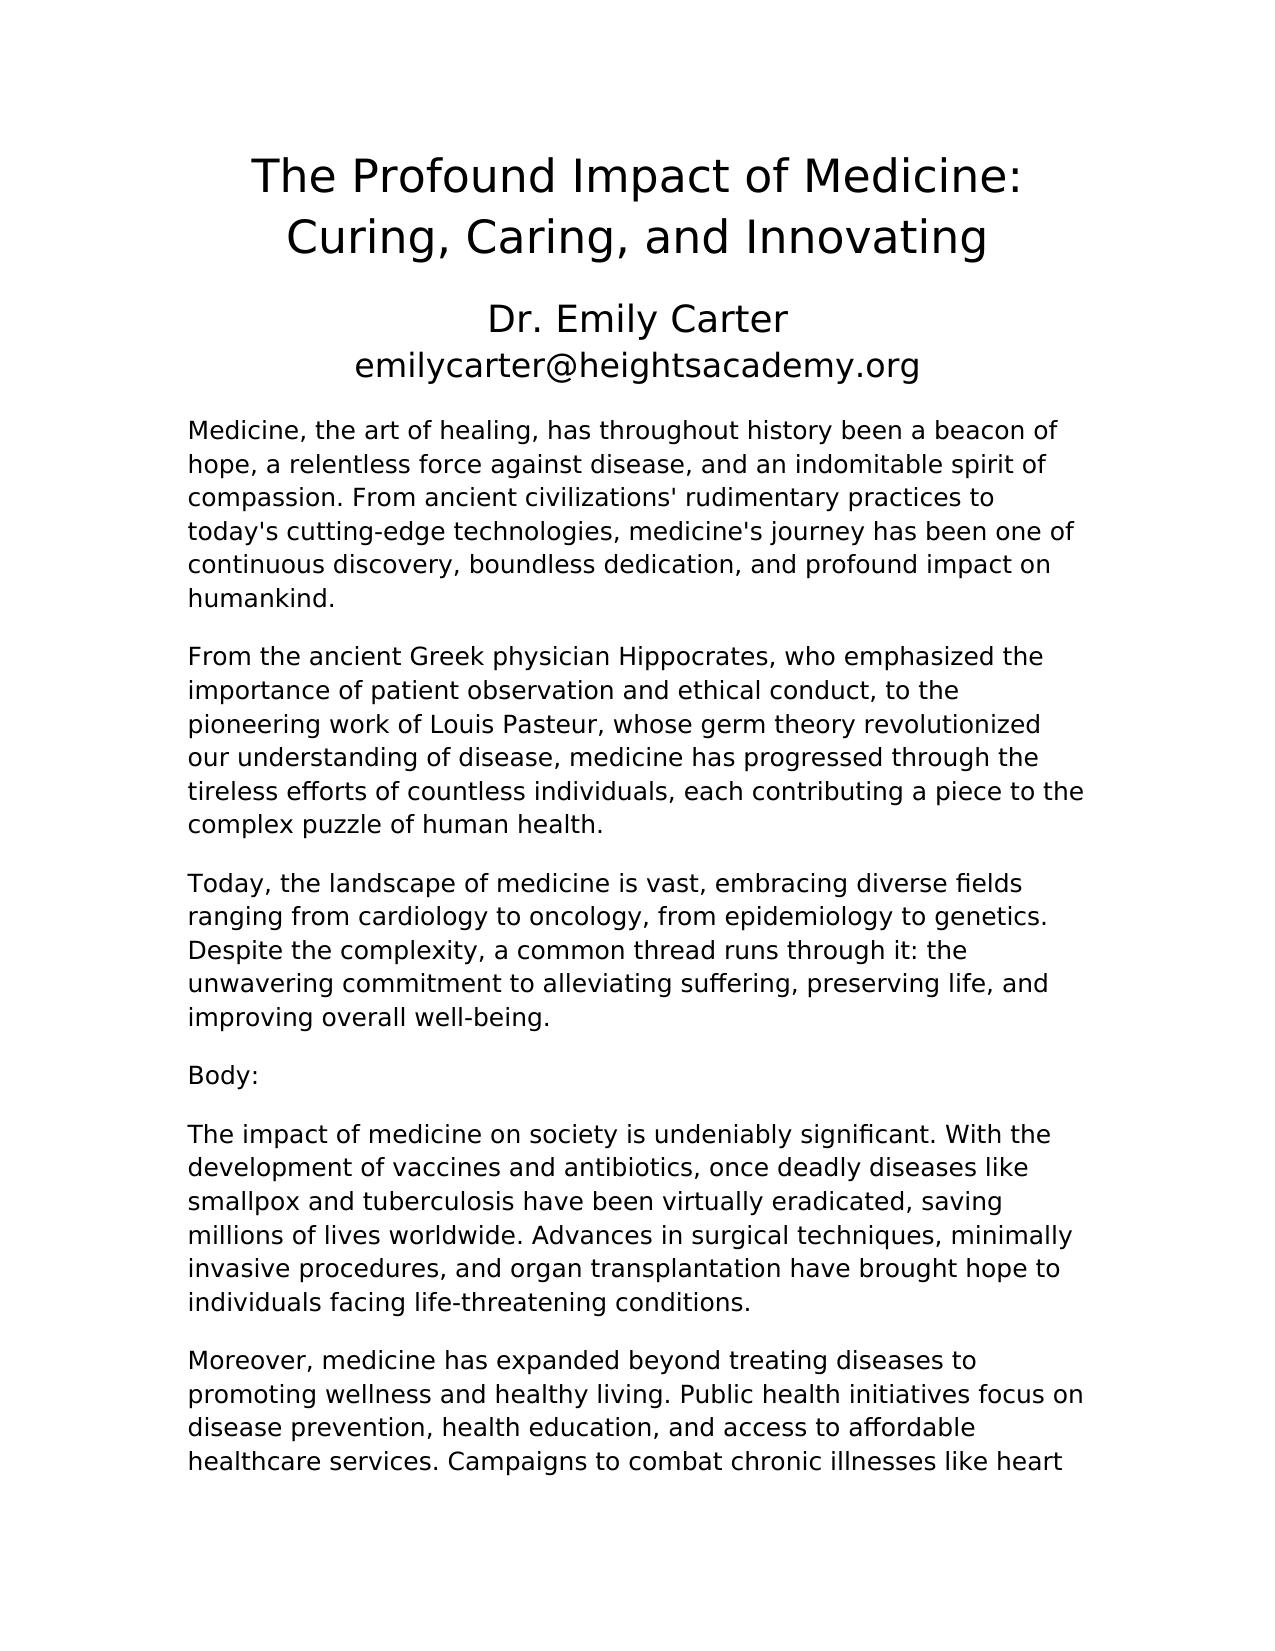 The Profound Impact of Medicine:
Curing, Caring, and Innovating
Dr. Emily Carter
emilycarter@heightsacademy.org
Medicine, the art of healing, has throughout history been a beacon of
hope, a relentless force against disease, and an indomitable spirit of
compassion. From ancient civilizations' rudimentary practices to
today's cutting-edge technologies, medicine's journey has been one of
continuous discovery, boundless dedication, and profound impact on
humankind.
From the ancient Greek physician Hippocrates, who emphasized the
importance of patient observation and ethical conduct, to the
pioneering work of Louis Pasteur, whose germ theory revolutionized
our understanding of disease, medicine has progressed through the
tireless efforts of countless individuals, each contributing a piece to the
complex puzzle of human health.
Today, the landscape of medicine is vast, embracing diverse fields
ranging from cardiology to oncology, from epidemiology to genetics.
Despite the complexity, a common thread runs through it: the
unwavering commitment to alleviating suffering, preserving life, and
improving overall well-being.
Body:
The impact of medicine on society is undeniably significant. With the
development of vaccines and antibiotics, once deadly diseases like
smallpox and tuberculosis have been virtually eradicated, saving
millions of lives worldwide. Advances in surgical techniques, minimally
invasive procedures, and organ transplantation have brought hope to
individuals facing life-threatening conditions.
Moreover, medicine has expanded beyond treating diseases to
promoting wellness and healthy living. Public health initiatives focus on
disease prevention, health education, and access to affordable
healthcare services. Campaigns to combat chronic illnesses like heart